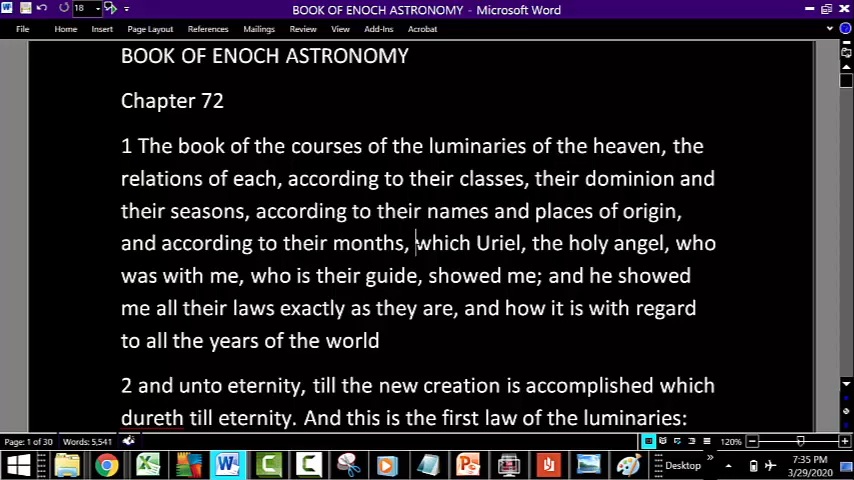 18
BOOK OF ENOCH ASTRONOMY - Microsoft Word
File Home Insert Page Layout References Mailings Review View Add-Ins Acrobat
BOOK OF ENOCH ASTRONOMY
Chapter 72
1 The book of the courses of the luminaries of the heaven, the
relations of each, according to their classes, their dominion and
their seasons, according to their names and places of origin,
and according to their months, which Uriel, the holy angel, who
was with me, who is their guide, showed me; and he showed
me all their laws exactly as they are, and how it is with regard
to all the years of the world
2 and unto eternity, till the new creation is accomplished which
dureth till eternity. And this is the first law of the luminaries:
Page: 1 of 30 Words: 5,541 120%
Desktop 7:35 PM
3/29/2020